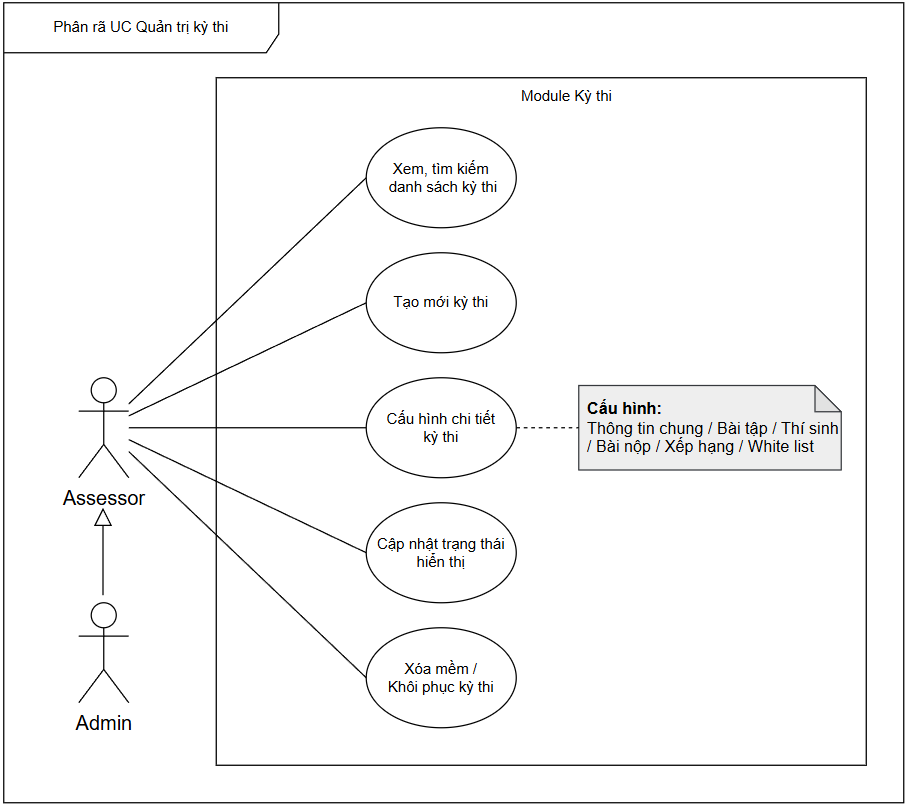 Phân rã UC Quản trị kỳ thi
Module Kỳ thi
Xem, tìm kiếm
danh sách kỳ thi
Tạo mới kỳ thi
Cấu hình chi tiết
kỳ thi
Cấu hình:
Thông tin chung / Bài tập / Thí sinh
/ Bài nộp / Xếp hạng / White list
Assessor
Cập nhật trạng thái
hiển thị
Xóa mềm /
Khôi phục kỳ thi
Admin